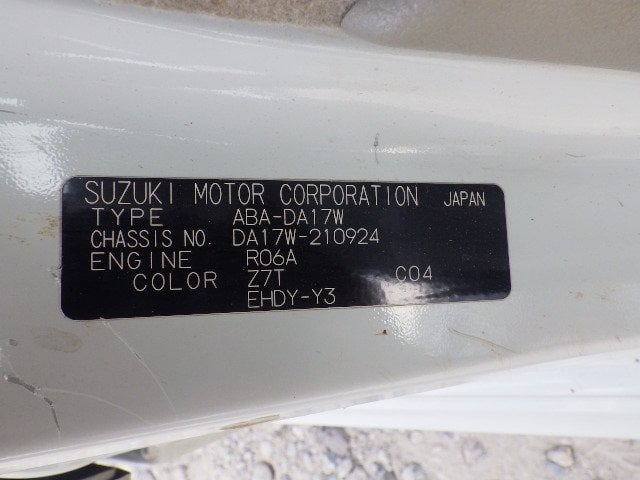 SUZUKI MOTOR CORPORATION JAPAN
TYPE ABA-DA17W
CHASSIS NO. DA17W-210924
ENGINE R06A
COLOR Z7T C04
EHDY-Y3